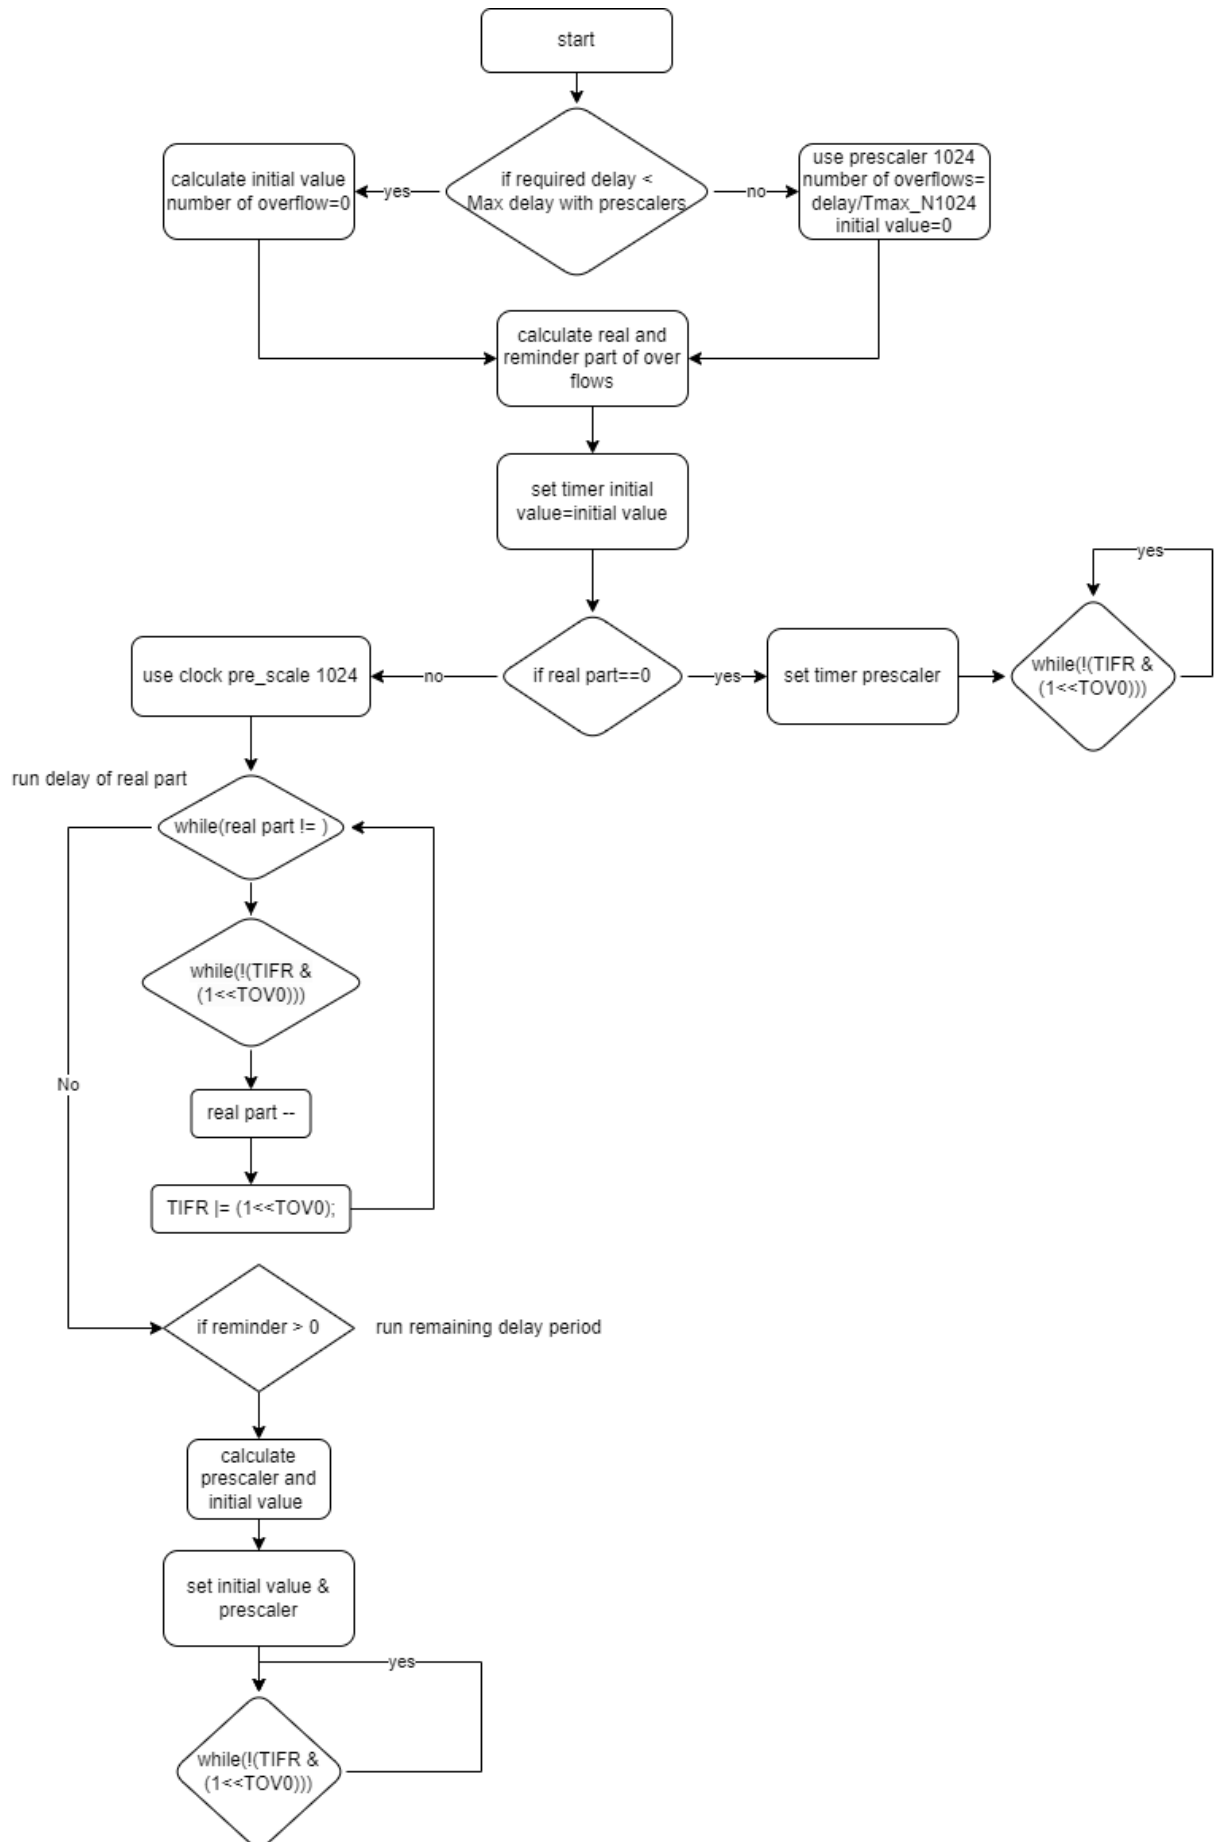 start
if required delay <
Max delay with prescalers
yes
no
calculate initial value
number of overflow=0
use prescaler 1024
number of overflows=
delay/Tmax_N1024
initial value=0
calculate real and
reminder part of over
flows
set timer initial
value=initial value
if real part==0
no
yes
use clock pre_scale 1024
set timer prescaler
while(!(TIFR &
(1<<TOV0)))
yes
run delay of real part
while(real part != )
while(!(TIFR &
(1<<TOV0)))
real part --
TIFR |= (1<<TOV0);
No
if reminder > 0
run remaining delay period
calculate
prescaler and
initial value
set initial value &
prescaler
yes
while(!(TIFR &
(1<<TOV0)))